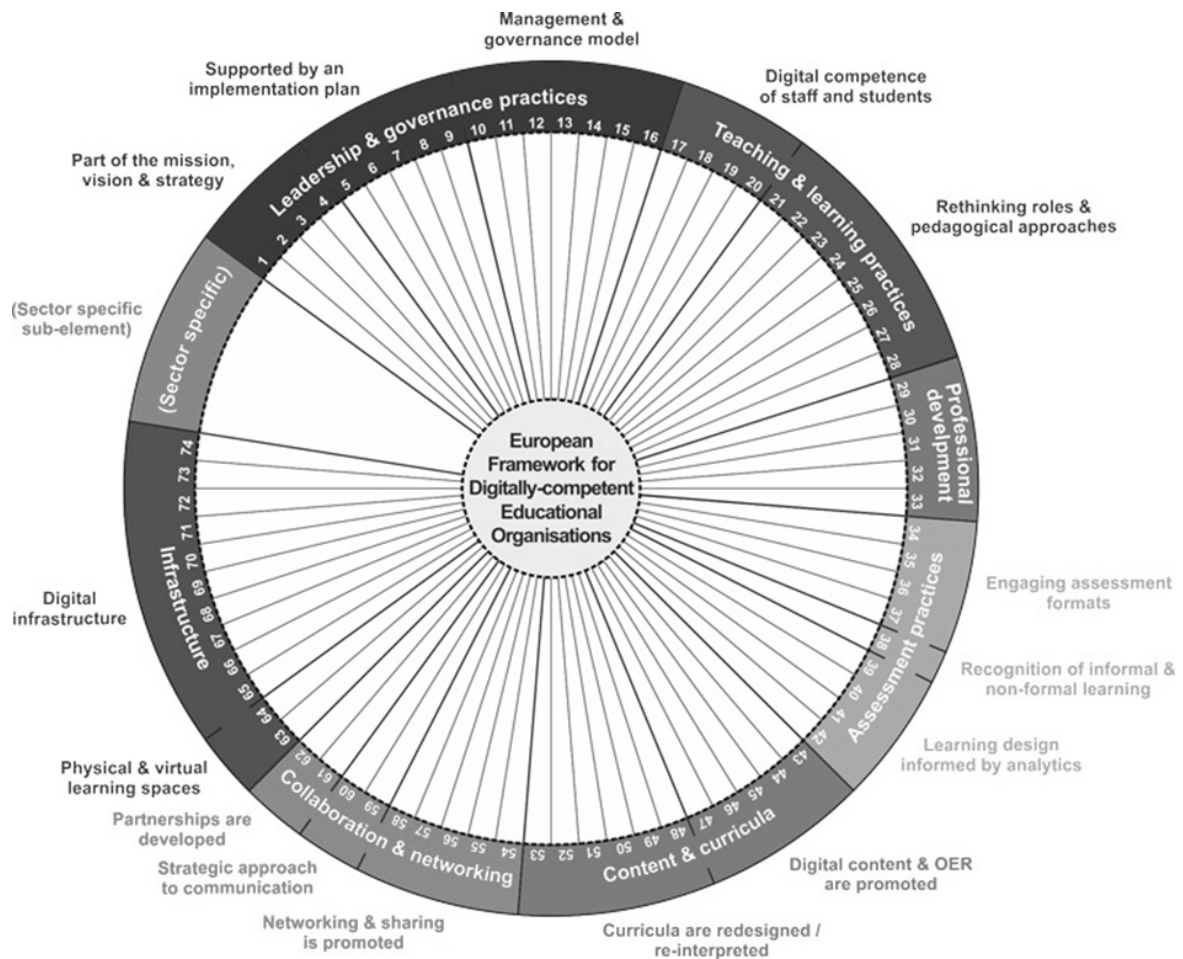 Management &
governance model
Supported by an
implementation plan
Digital competence
of staff and students
Part of the mission,
vision & strategy
Rethinking roles &
pedagogical approaches
(Sector specific
sub-element)
Leadership & governance practices
Teaching & learning practices
Professional
develpment
Assessment practices
Content & curricula
Collaboration & networking
Infrastructure
(Sector specific)
1
2
3
4
5
6
7
8
9
10
11
12
13
14
15
16
17
18
19
20
21
22
23
24
25
26
27
28
29
30
31
32
33
34
35
36
37
38
39
40
41
42
43
44
45
46
47
48
49
50
51
52
53
54
55
56
57
58
59
60
61
62
63
64
65
66
67
68
69
70
71
72
73
74
European
Framework for
Digitally-competent
Educational
Organisations
Engaging assessment
formats
Recognition of informal &
non-formal learning
Learning design
informed by analytics
Digital content & OER
are promoted
Curricula are redesigned /
re-interpreted
Networking & sharing
is promoted
Strategic approach
to communication
Partnerships are
developed
Physical & virtual
learning spaces
Digital
infrastructure